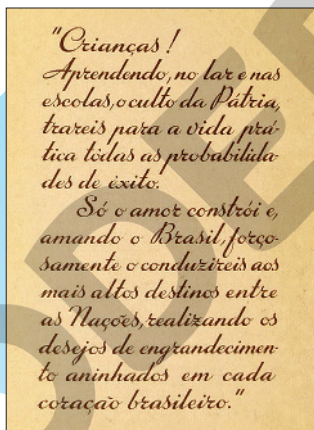 "Crianças!
Aprendendo, no lar e nas
escolas, o culto da Pátria,
trareis para a vida prá-
tica tôdas as probabilida-
des de êxito.
Só o amor constrói e,
amando o Brasil, forço-
samente o conduzireis aos
mais altos destinos entre
as Nações, realizando os
desejos de engrandecimen-
to aninhados em cada
coração brasileiro."